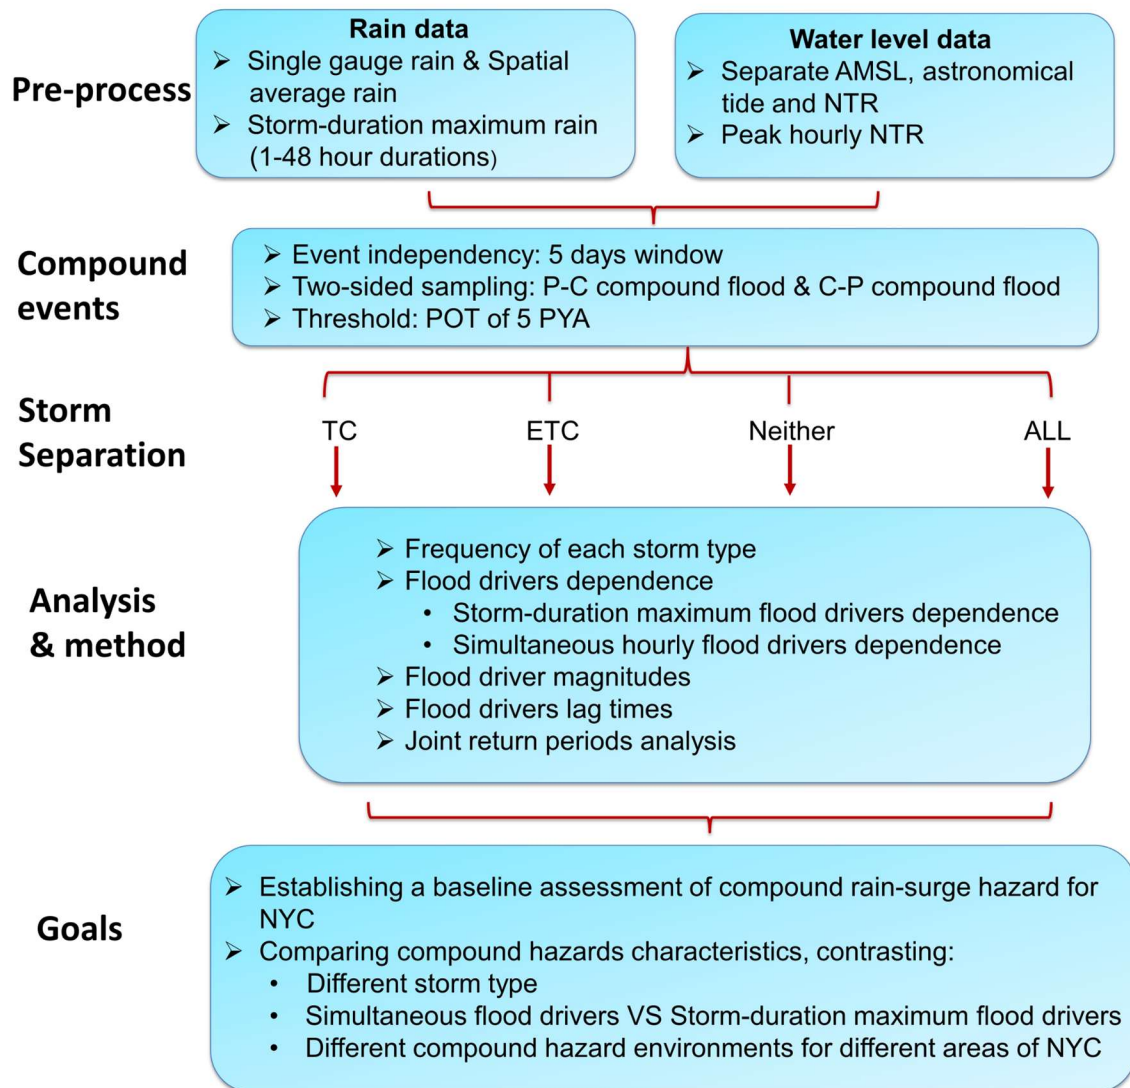 Pre-process
Rain data
➢ Single gauge rain & Spatial
average rain
➢ Storm-duration maximum rain
(1-48 hour durations)
Water level data
➢ Separate AMSL, astronomical
tide and NTR
➢ Peak hourly NTR
Compound
events
➢ Event independency: 5 days window
➢ Two-sided sampling: P-C compound flood & C-P compound flood
➢ Threshold: POT of 5 PYA
Storm
Separation
TC
ETC
Neither
ALL
Analysis
& method
➢ Frequency of each storm type
➢ Flood drivers dependence
• Storm-duration maximum flood drivers dependence
• Simultaneous hourly flood drivers dependence
➢ Flood driver magnitudes
➢ Flood drivers lag times
➢ Joint return periods analysis
Goals
➢ Establishing a baseline assessment of compound rain-surge hazard for
NYC
➢ Comparing compound hazards characteristics, contrasting:
• Different storm type
• Simultaneous flood drivers VS Storm-duration maximum flood drivers
• Different compound hazard environments for different areas of NYC